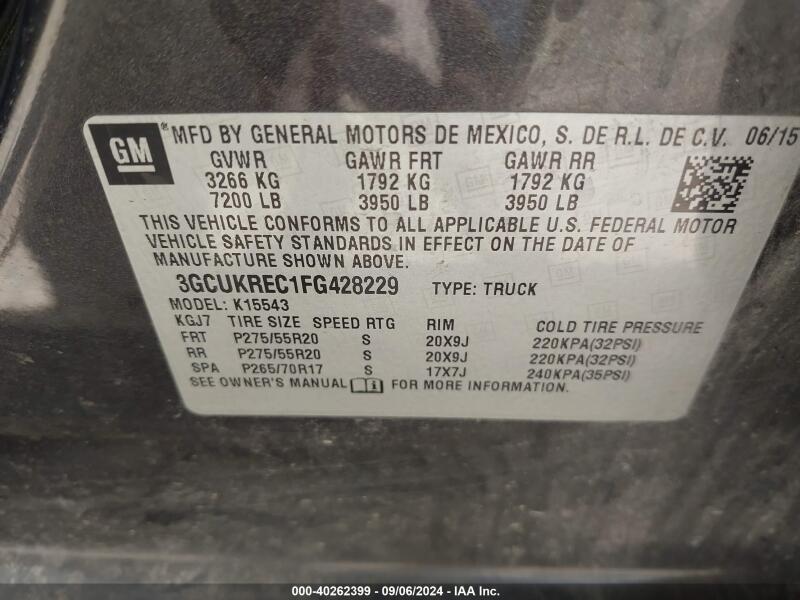 GM ® MFD BY GENERAL MOTORS DE MEXICO, S. DE R.L. DE C.V. 06/15
GVWR GAWR FRT GAWR RR
3266 KG 1792 KG 1792 KG
7200 LB 3950 LB 3950 LB
THIS VEHICLE CONFORMS TO ALL APPLICABLE U.S. FEDERAL MOTOR
VEHICLE SAFETY STANDARDS IN EFFECT ON THE DATE OF
MANUFACTURE SHOWN ABOVE.
3GCUKREC1FG428229 TYPE: TRUCK
MODEL: K15543
KGJ7 TIRE SIZE SPEED RTG RIM COLD TIRE PRESSURE
FRT P275/55R20 S 20X9J 220KPA(32PSI)
RR P275/55R20 S 20X9J 220KPA(32PSI)
SPA P265/70R17 S 17X7J 240KPA(35PSI)
SEE OWNER'S MANUAL FOR MORE INFORMATION.
000-40262399 - 09/06/2024 - IAA Inc.